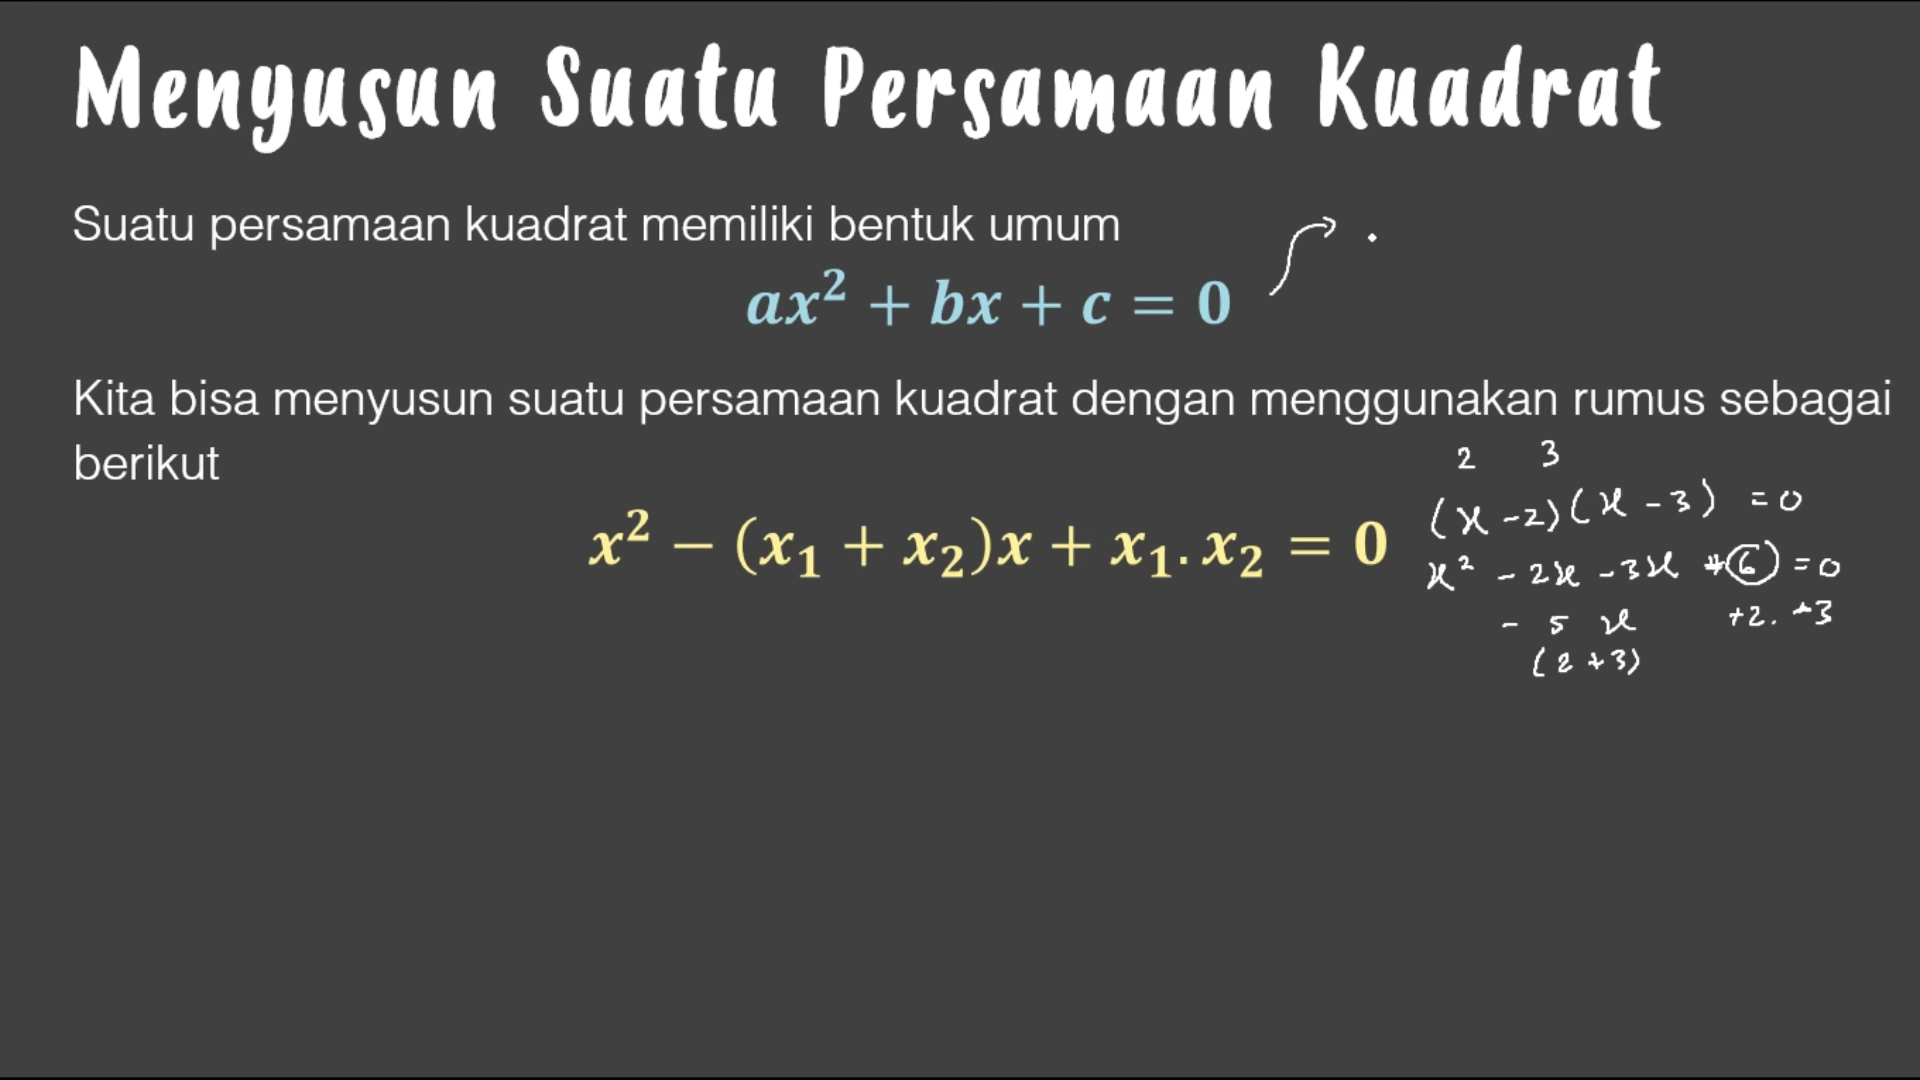 Menyusun Suatu Persamaan Kuadrat
Suatu persamaan kuadrat memiliki bentuk umum
ax² + bx + c = 0
Kita bisa menyusun suatu persamaan kuadrat dengan menggunakan rumus sebagai
berikut
x² − (x₁ + x₂)x + x₁. x₂ = 0
2 3
(x -2)(x -3) = 0
x² - 2x -3x +6 = 0
- 5 x +2. +3
(2 +3)